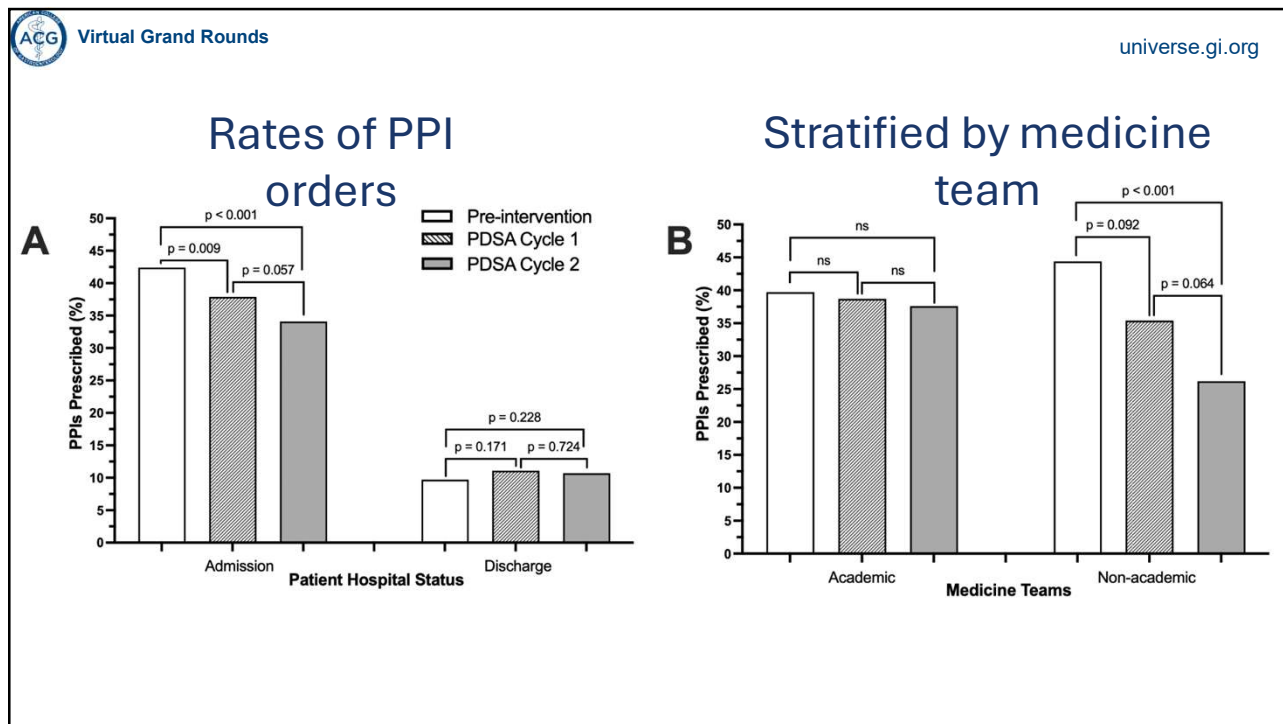 ACG
AMERICAN COLLEGE
OF GASTROENTEROLOGY
Virtual Grand Rounds
universe.gi.org
Rates of PPI
orders
Stratified by medicine
team
A
PPIs Prescribed (%)
50
45
40
35
30
25
20
15
10
5
0
p < 0.001
p = 0.009
p = 0.057
Pre-intervention
PDSA Cycle 1
PDSA Cycle 2
p = 0.228
p = 0.171
p = 0.724
Admission
Discharge
Patient Hospital Status
B
PPIs Prescribed (%)
50
45
40
35
30
25
20
15
10
5
0
ns
ns
ns
p < 0.001
p = 0.092
p = 0.064
Academic
Non-academic
Medicine Teams